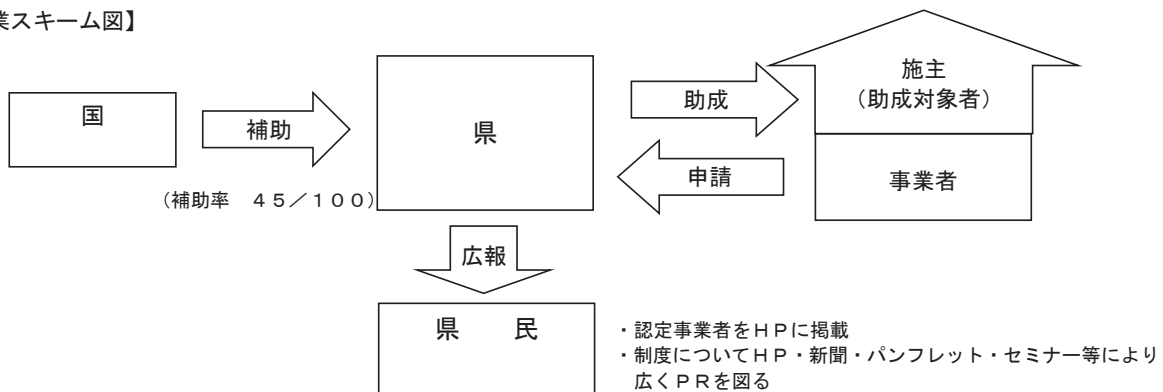 業スキーム図】
国
補助
（補助率　４５／１００）
県
助成
申請
施主
（助成対象者）
事業者
広報
県　　民
・認定事業者をＨＰに掲載
・制度についてＨＰ・新聞・パンフレット・セミナー等により
広くＰＲを図る